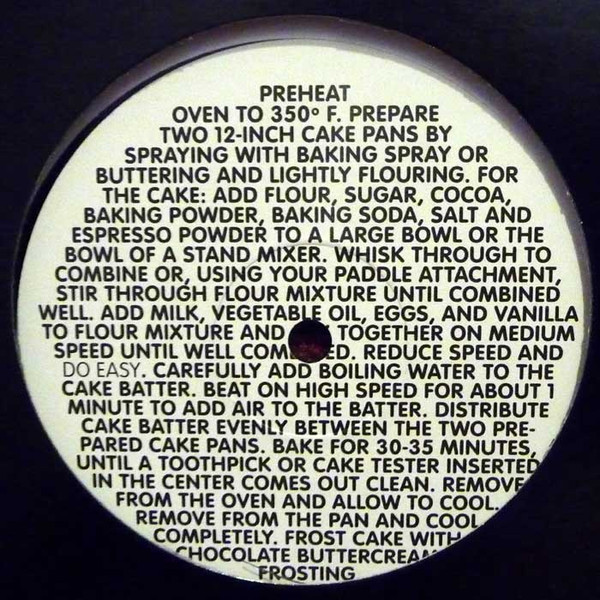 PREHEAT
OVEN TO 350º F. PREPARE
TWO 12-INCH CAKE PANS BY
SPRAYING WITH BAKING SPRAY OR
BUTTERING AND LIGHTLY FLOURING. FOR
THE CAKE: ADD FLOUR, SUGAR, COCOA,
BAKING POWDER, BAKING SODA, SALT AND
ESPRESSO POWDER TO A LARGE BOWL OR THE
BOWL OF A STAND MIXER. WHISK THROUGH TO
COMBINE OR, USING YOUR PADDLE ATTACHMENT,
STIR THROUGH FLOUR MIXTURE UNTIL COMBINED
WELL. ADD MILK, VEGETABLE OIL, EGGS, AND VANILLA
TO FLOUR MIXTURE AND TOGETHER ON MEDIUM
SPEED UNTIL WELL REDUCE SPEED AND
DO EASY. CAREFULLY ADD BOILING WATER TO THE
CAKE BATTER. BEAT ON HIGH SPEED FOR ABOUT 1
MINUTE TO ADD AIR TO THE BATTER. DISTRIBUTE
CAKE BATTER EVENLY BETWEEN THE TWO PRE-
PARED CAKE PANS. BAKE FOR 30-35 MINUTES,
UNTIL A TOOTHPICK OR CAKE TESTER INSERTED
IN THE CENTER COMES OUT CLEAN. REMOVE
FROM THE OVEN AND ALLOW TO COOL.
REMOVE FROM THE PAN AND COOL
COMPLETELY. FROST CAKE WITH
CHOCOLATE BUTTERCREAM
FROSTING